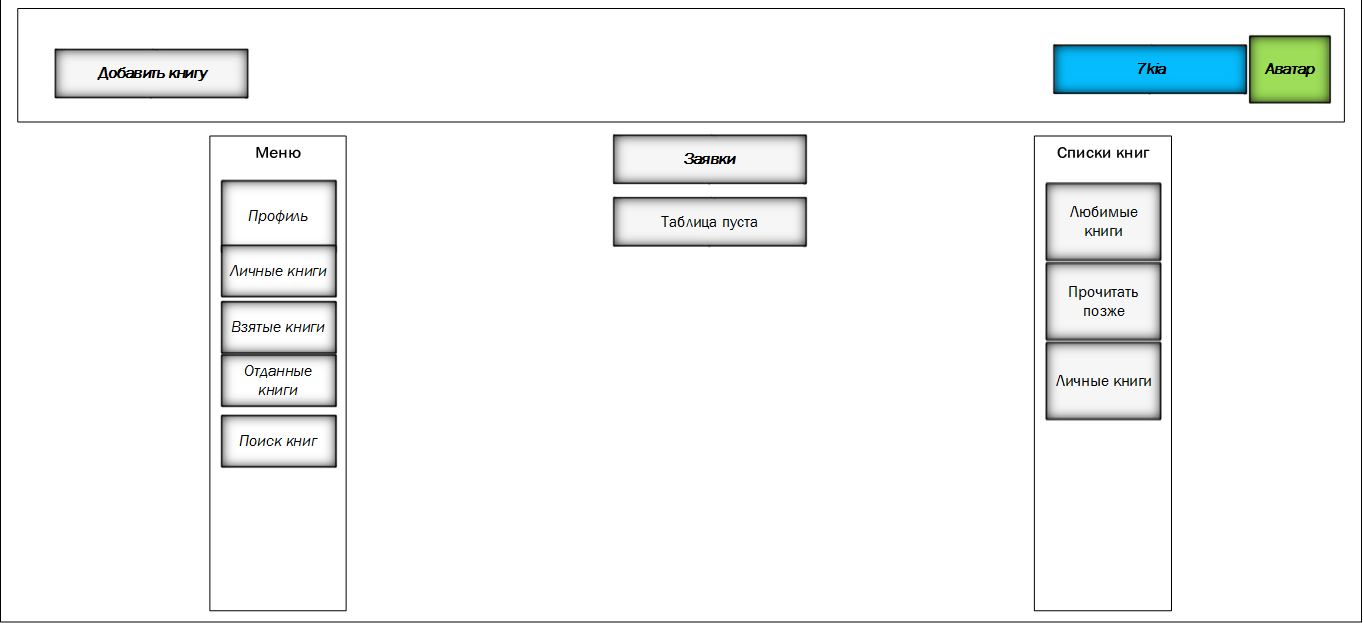 Добавить книгу
7kia
Аватар
Меню
Профиль
Личные книги
Взятые книги
Отданные
книги
Поиск книг
Заявки
Таблица пуста
Списки книг
Любимые
книги
Прочитать
позже
Личные книги